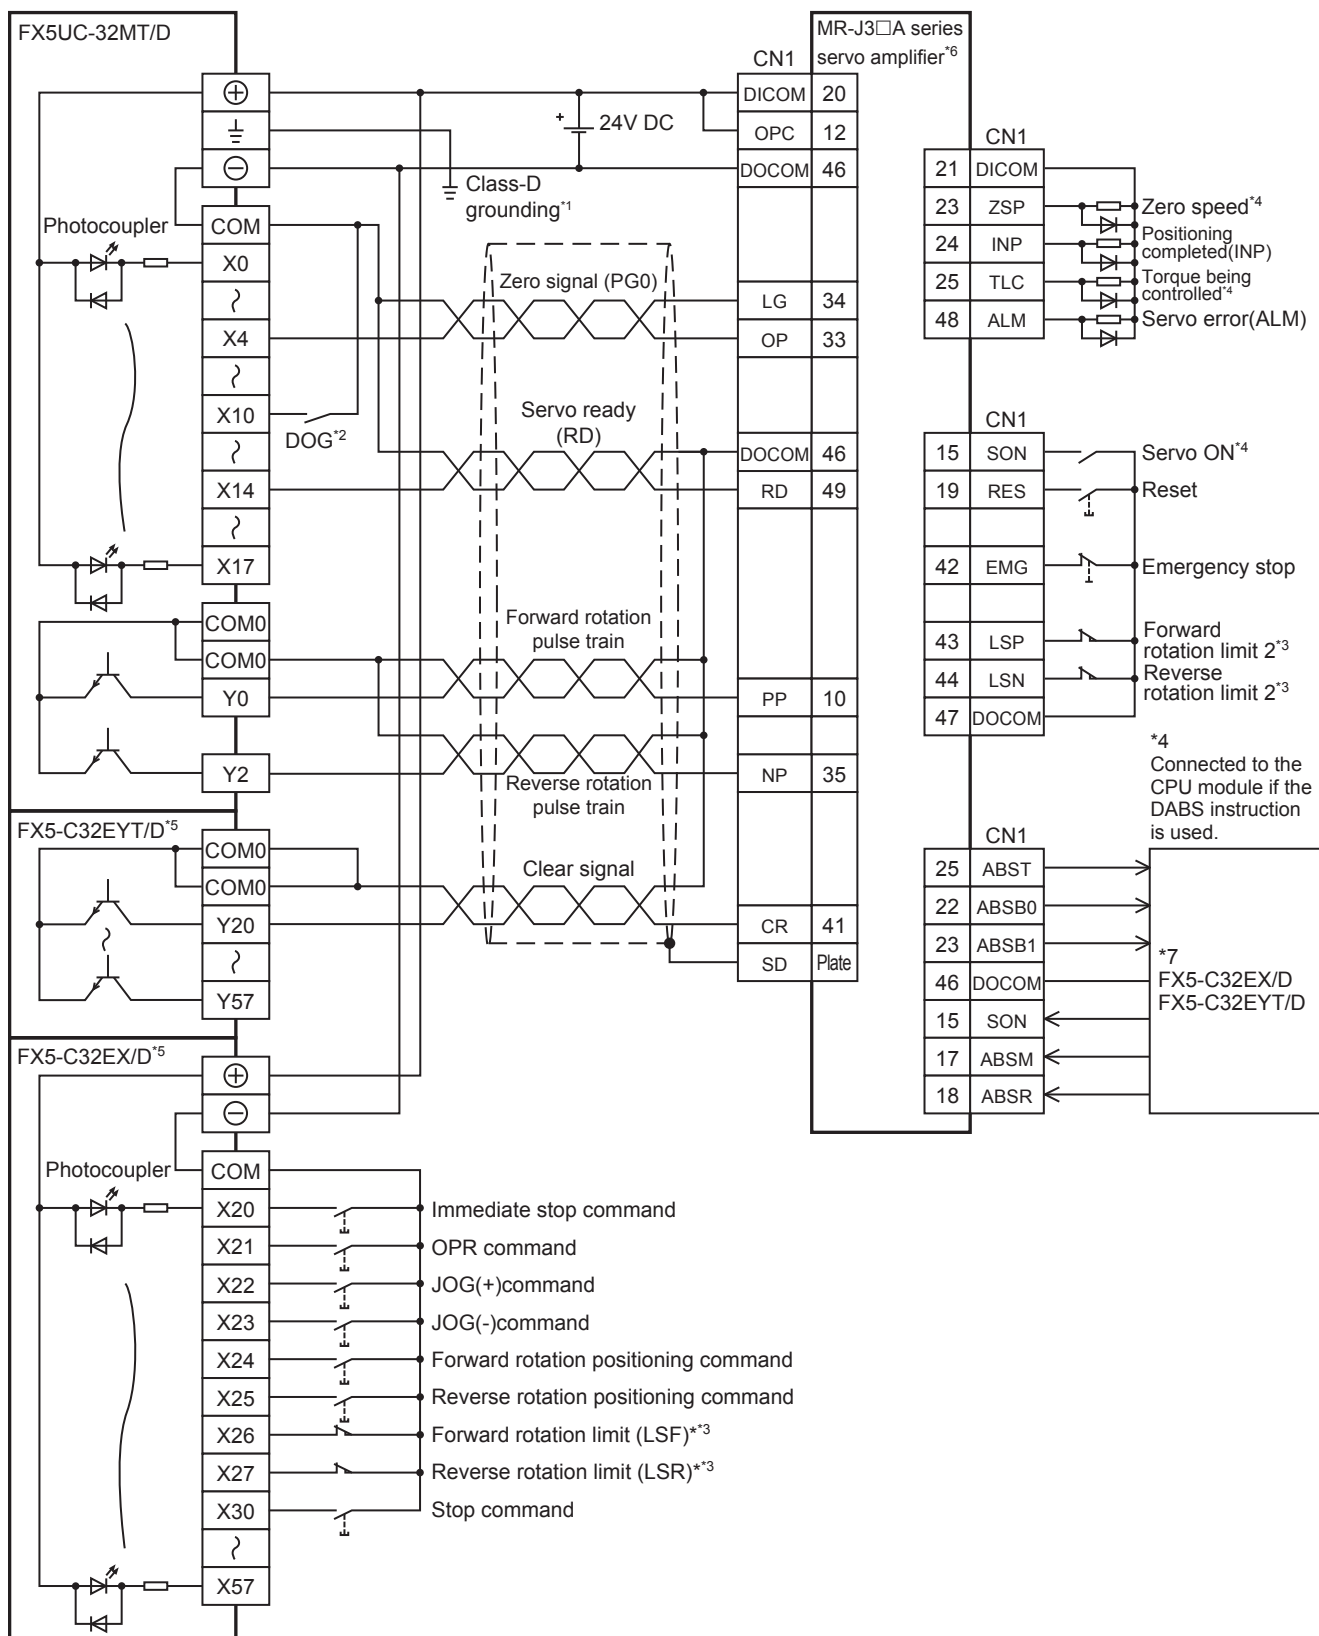 FX5UC-32MT/D
MR-J3□A series
servo amplifier*6
CN1
DICOM 20
OPC 12
DOCOM 46
24V DC
+
Class-D
grounding*1
Photocoupler
COM
X0
X4
X10
X14
X17
COM0
COM0
Y0
Y2
DOG*2
Zero signal (PG0)
LG 34
OP 33
Servo ready
(RD)
DOCOM 46
RD 49
Forward rotation
pulse train
PP 10
NP 35
Reverse rotation
pulse train
Clear signal
CR 41
SD Plate
CN1
21 DICOM
23 ZSP Zero speed*4
24 INP Positioning
completed(INP)
25 TLC Torque being
controlled*4
48 ALM Servo error(ALM)
CN1
15 SON Servo ON*4
19 RES Reset
42 EMG Emergency stop
43 LSP Forward
rotation limit 2*3
44 LSN Reverse
rotation limit 2*3
47 DOCOM
*4
Connected to the
CPU module if the
DABS instruction
is used.
CN1
25 ABST
22 ABSB0
23 ABSB1
46 DOCOM
15 SON
17 ABSM
18 ABSR
*7
FX5-C32EX/D
FX5-C32EYT/D
FX5-C32EYT/D*5
COM0
COM0
Y20
Y57
FX5-C32EX/D*5
Photocoupler
COM
X20 Immediate stop command
X21 OPR command
X22 JOG(+)command
X23 JOG(-)command
X24 Forward rotation positioning command
X25 Reverse rotation positioning command
X26 Forward rotation limit (LSF)**3
X27 Reverse rotation limit (LSR)**3
X30 Stop command
X57